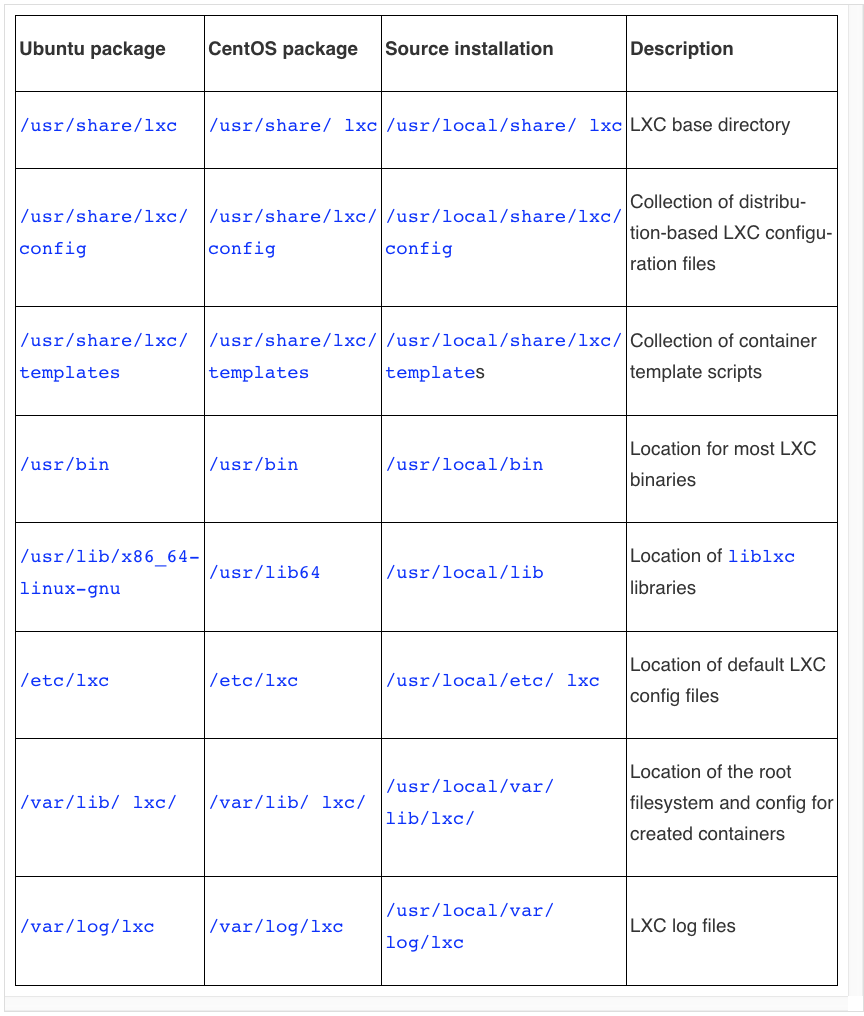 Ubuntu package CentOS package Source installation Description
/usr/share/lxc /usr/share/ lxc /usr/local/share/ lxc LXC base directory
/usr/share/lxc/
config
/usr/share/lxc/
config
/usr/local/share/lxc/
config
Collection of distribu-
tion-based LXC configu-
ration files
/usr/share/lxc/
templates
/usr/share/lxc/
templates
/usr/local/share/lxc/
templates
Collection of container
template scripts
/usr/bin
/usr/bin
/usr/local/bin
Location for most LXC
binaries
/usr/lib/x86_64-
linux-gnu
/usr/lib64
/usr/local/lib
Location of liblxc
libraries
/etc/lxc
/etc/lxc
/usr/local/etc/ lxc
Location of default LXC
config files
/var/lib/ lxc/
/var/lib/ lxc/
/usr/local/var/
lib/lxc/
Location of the root
filesystem and config for
created containers
/var/log/lxc
/var/log/lxc
/usr/local/var/
log/lxc
LXC log files